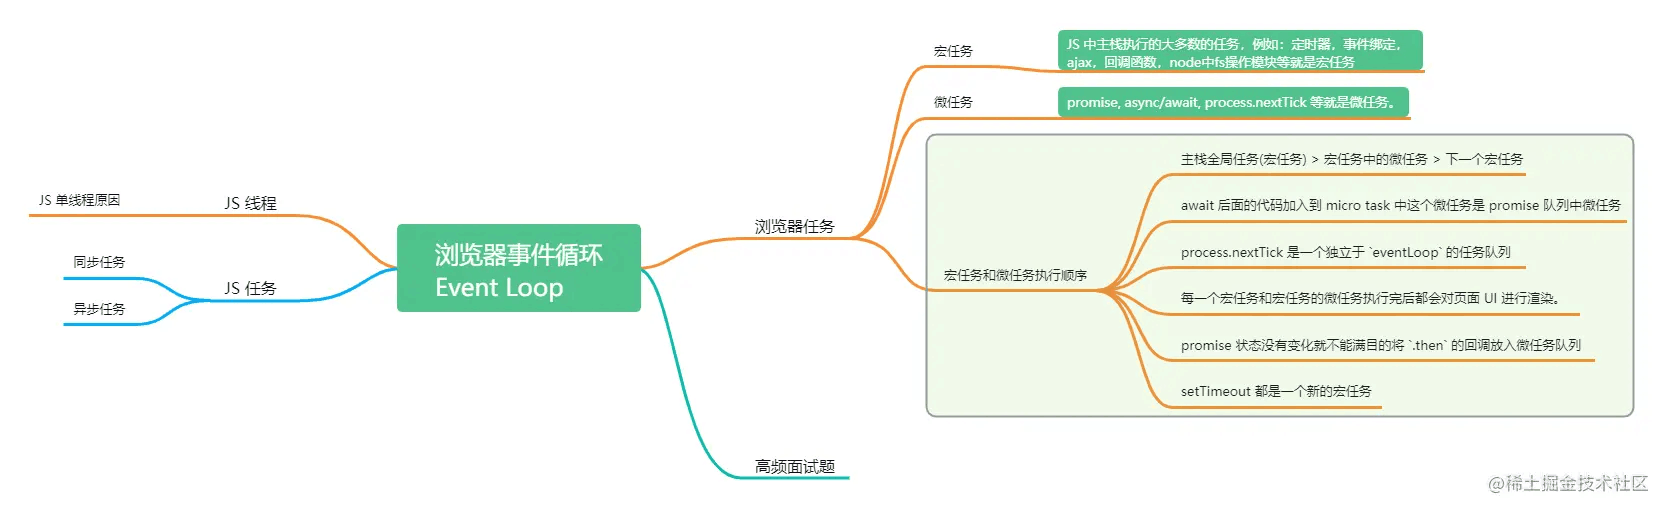 浏览器事件循环
Event Loop
JS 线程
JS 单线程原因
JS 任务
同步任务
异步任务
浏览器任务
宏任务
JS 中主栈执行的大多数的任务，例如：定时器，事件绑定，
ajax，回调函数，node中fs操作模块等就是宏任务
微任务
promise, async/await, process.nextTick 等就是微任务。
宏任务和微任务执行顺序
主栈全局任务(宏任务) > 宏任务中的微任务 > 下一个宏任务
await 后面的代码加入到 micro task 中这个微任务是 promise 队列中微任务
process.nextTick 是一个独立于 `eventLoop` 的任务队列
每一个宏任务和宏任务的微任务执行完后都会对页面 UI 进行渲染。
promise 状态没有变化就不能满目的将 `.then` 的回调放入微任务队列
setTimeout 都是一个新的宏任务
高频面试题
@稀土掘金技术社区